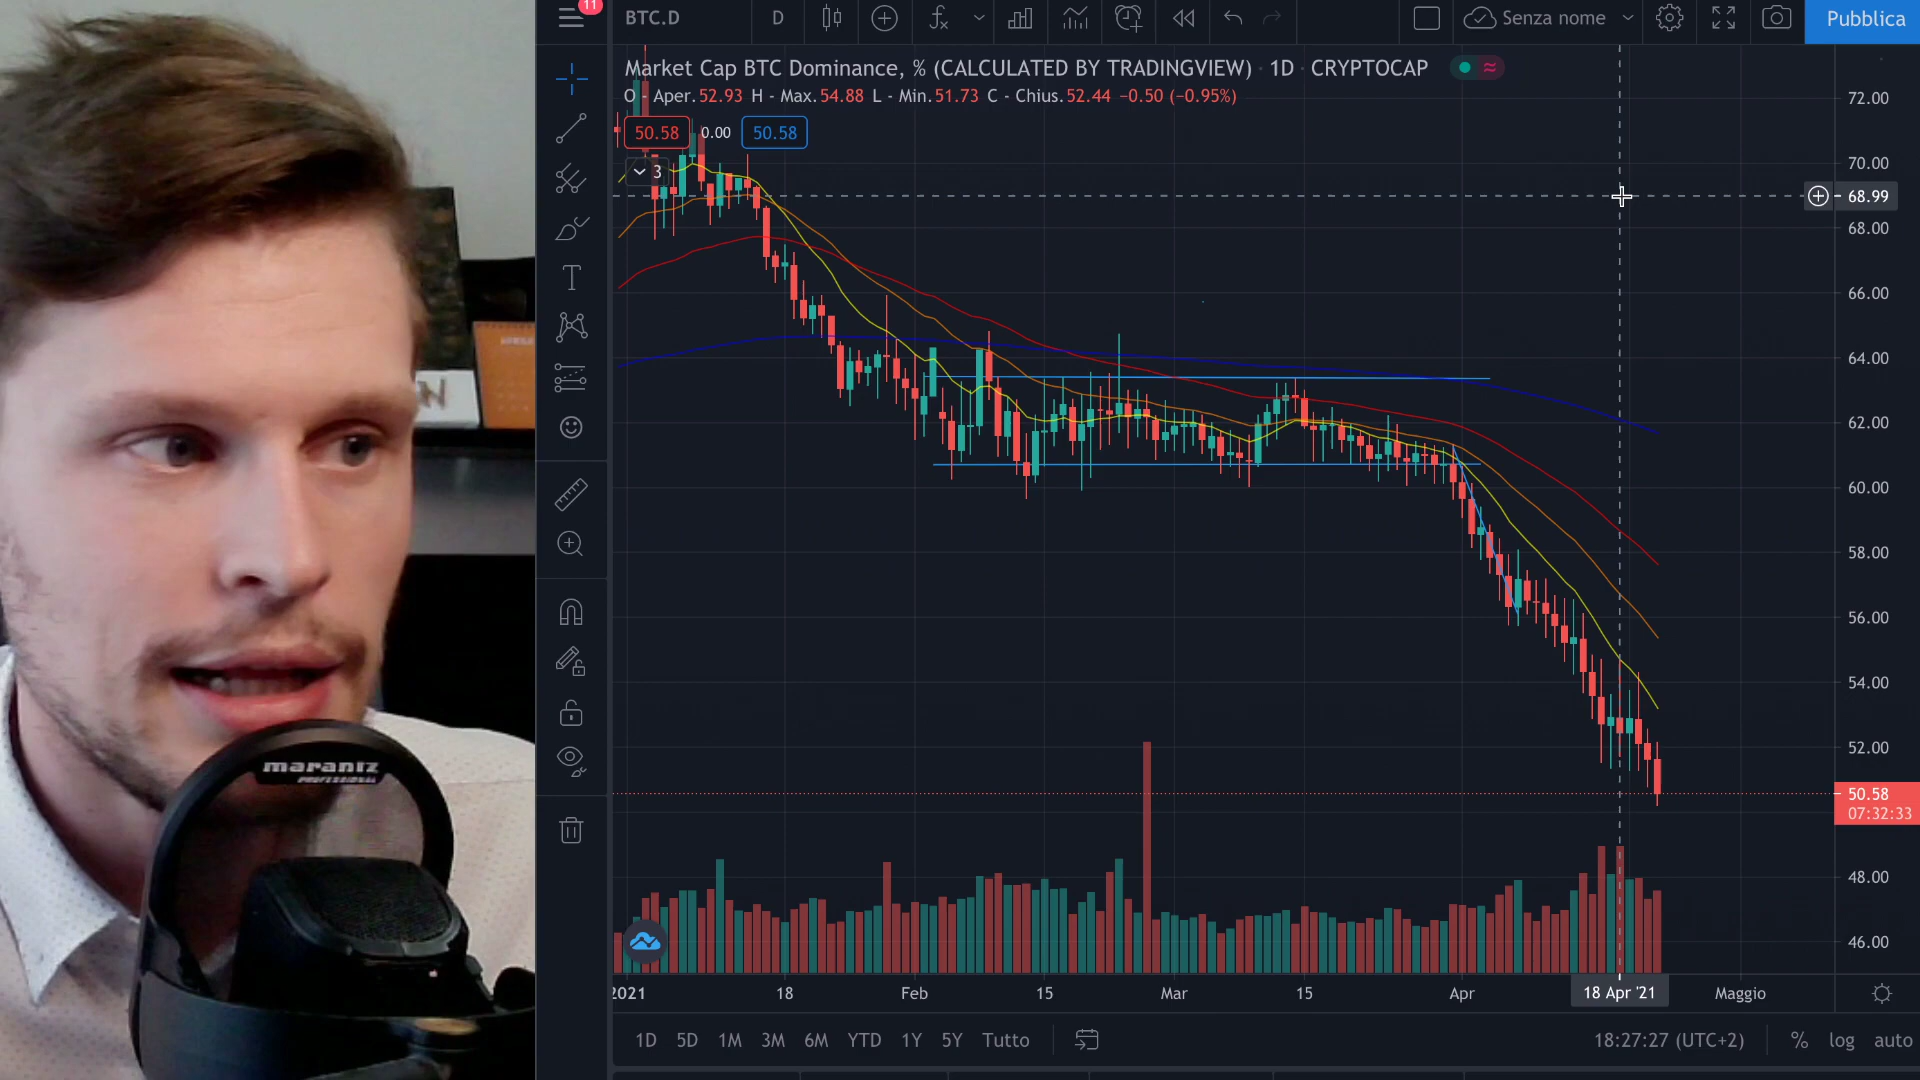 11
BTC.D
D
Senza nome
Pubblica
Market Cap BTC Dominance, % (CALCULATED BY TRADINGVIEW) · 1D · CRYPTOCAP
O - Aper.52.93 H - Max.54.88 L - Min.51.73 C - Chius.52.44 −0.50 (−0.95%)
50.58
0.00
50.58
3
72.00
70.00
68.99
68.00
66.00
64.00
62.00
60.00
58.00
56.00
54.00
52.00
50.58
07:32:33
48.00
46.00
2021
18
Feb
15
Mar
15
Apr
18 Apr '21
Maggio
1D
5D
1M
3M
6M
YTD
1Y
5Y
Tutto
18:27:27 (UTC+2)
%
log
auto
marantz
PROFESSIONAL